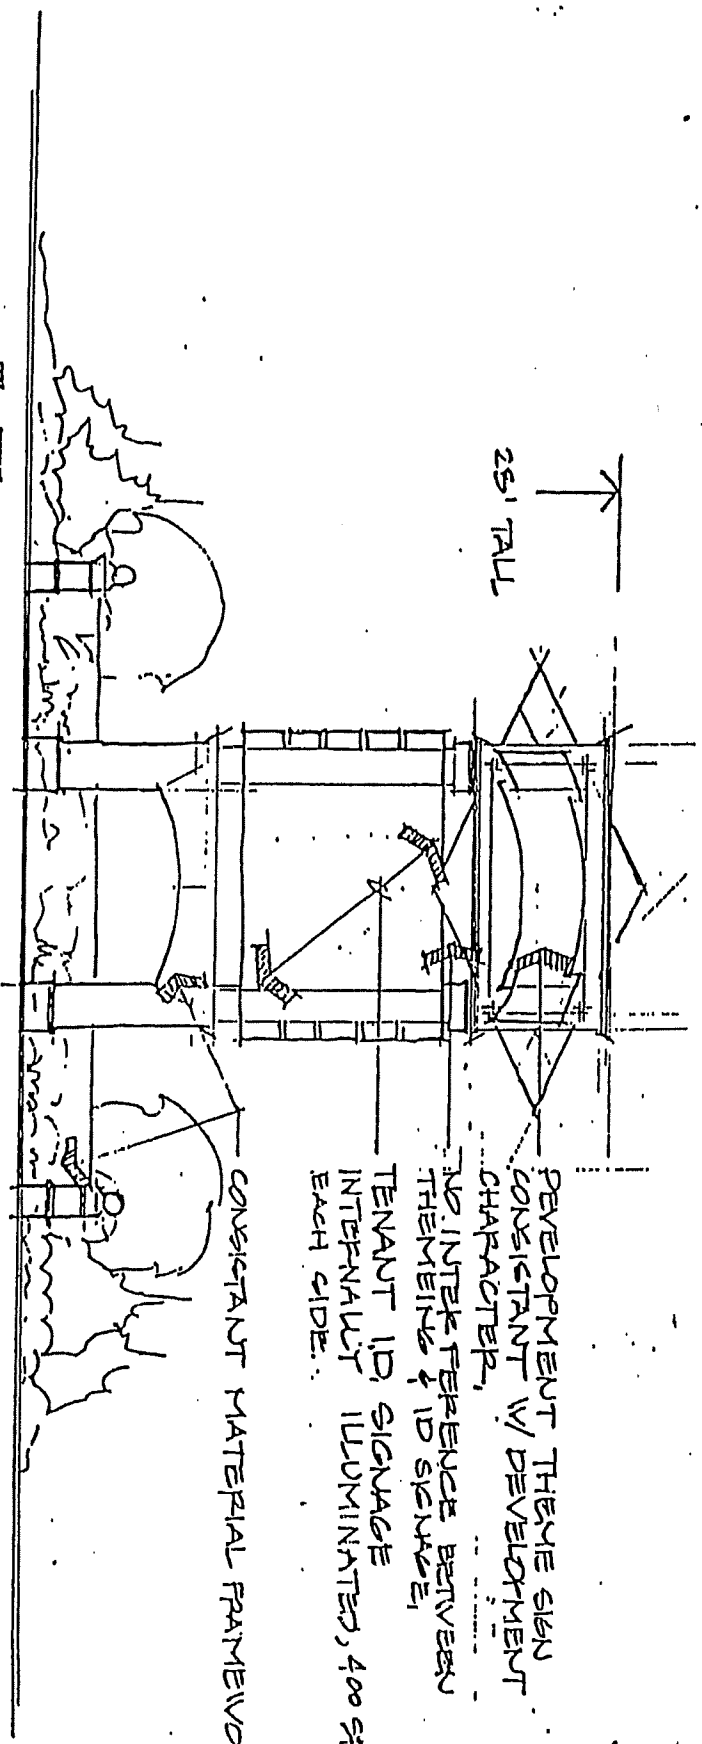 25' TALL
DEVELOPMENT THEME SIGN
CONSISTANT W/ DEVELOPMENT
CHARACTER,
NO INTERFERENCE BETWEEN
THEMEING & ID SIGNAGE,
TENANT I.D. SIGNAGE
INTERNALLY ILLUMINATED, 400 SF
EACH SIDE.
CONSISTANT MATERIAL FRAMEWO